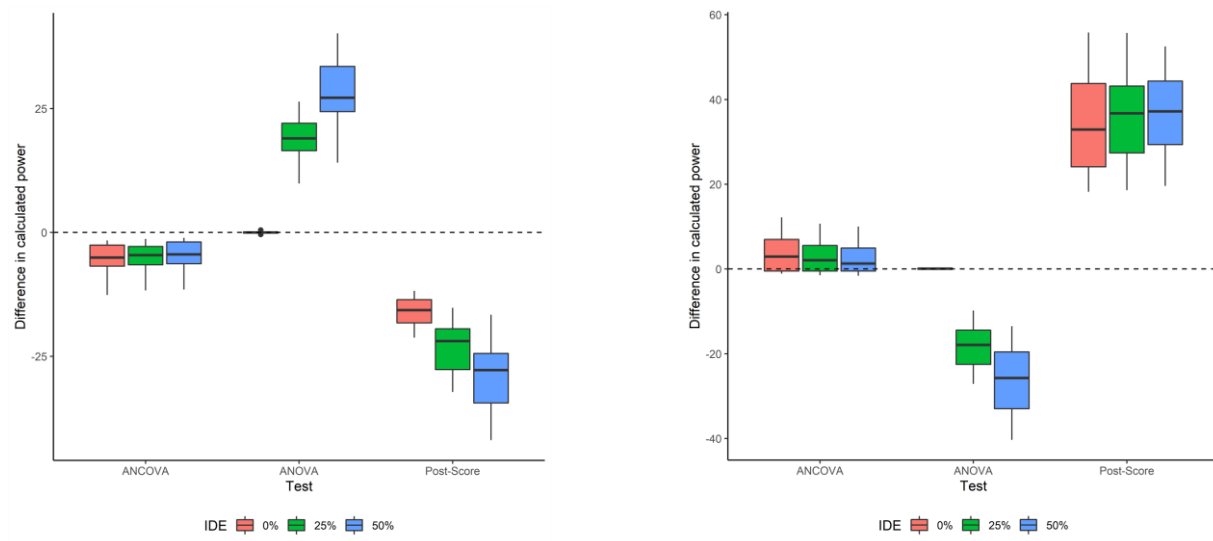 25
0
-25
Difference in calculated power
ANCOVA
ANOVA
Post-Score
Test
IDE 0% 25% 50%
60
40
20
0
-20
-40
Difference in calculated power
ANCOVA
ANOVA
Post-Score
Test
IDE 0% 25% 50%